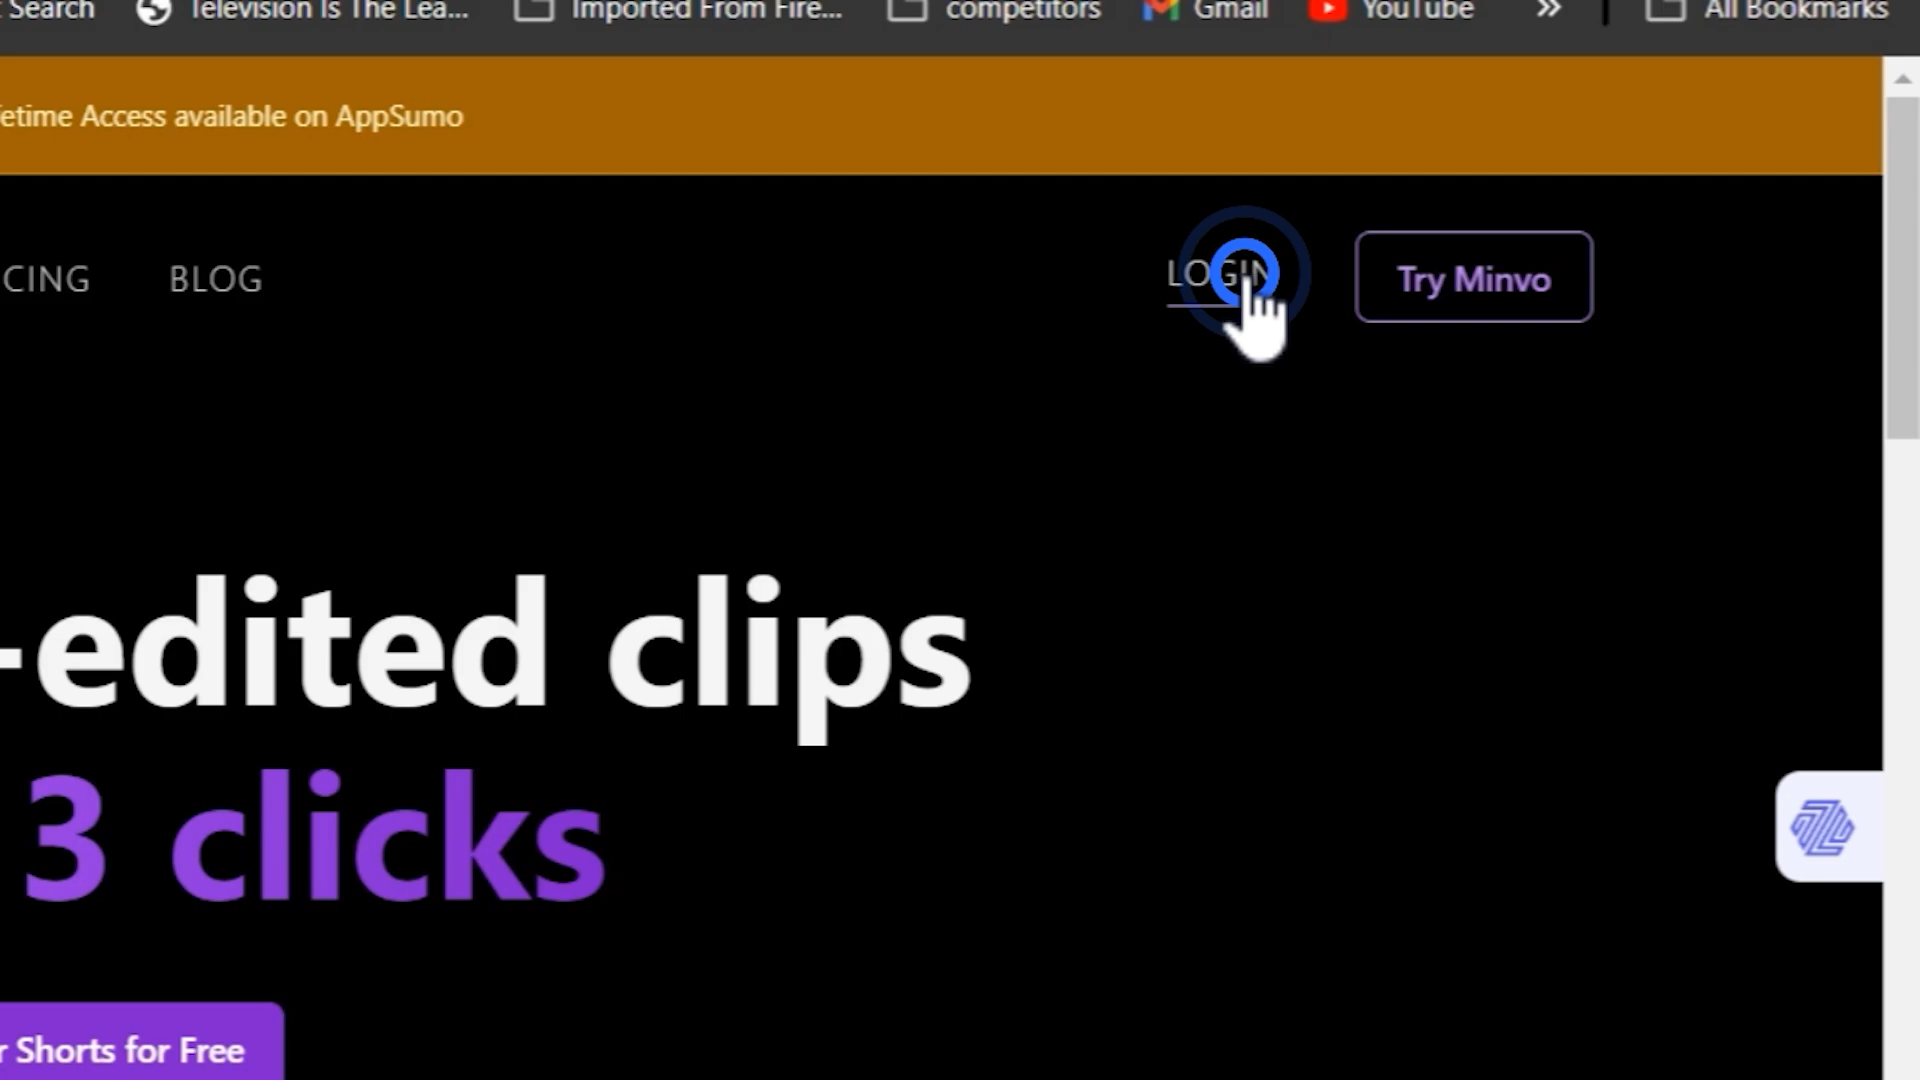 Search Television Is The Lea... Imported From Fire... competitors Gmail YouTube » All Bookmarks
etime Access available on AppSumo
CING BLOG LOGIN Try Minvo
-edited clips
3 clicks
r Shorts for Free